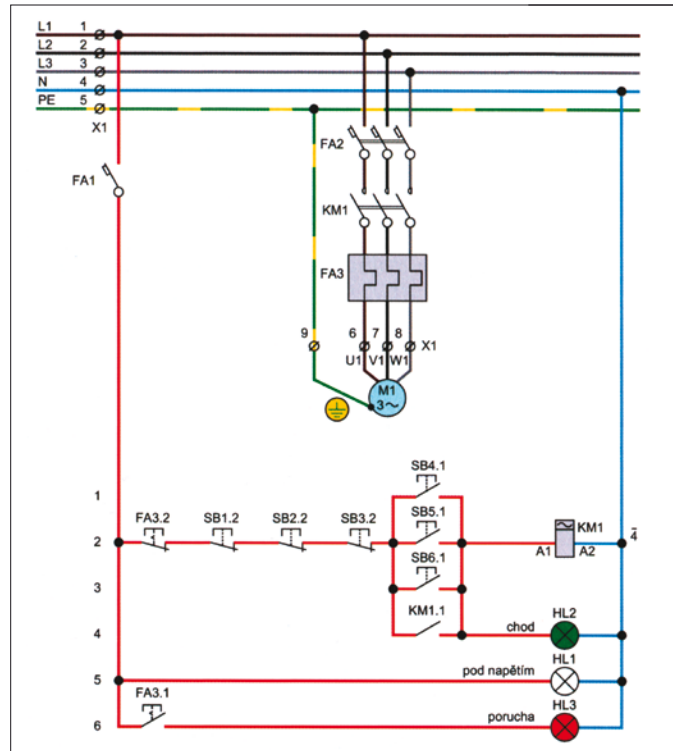 L1 1
L2 2
L3 3
N 4
PE 5
X1
FA2
FA1
KM1
FA3
9 6 7 8
U1 V1 W1 X1
M1
3~
SB4.1
1
FA3.2 SB1.2 SB2.2 SB3.2 SB5.1 KM1
2 A1 A2 4
SB6.1
3
KM1.1
4 chod HL2
5 pod napětím HL1
FA3.1
6 porucha HL3